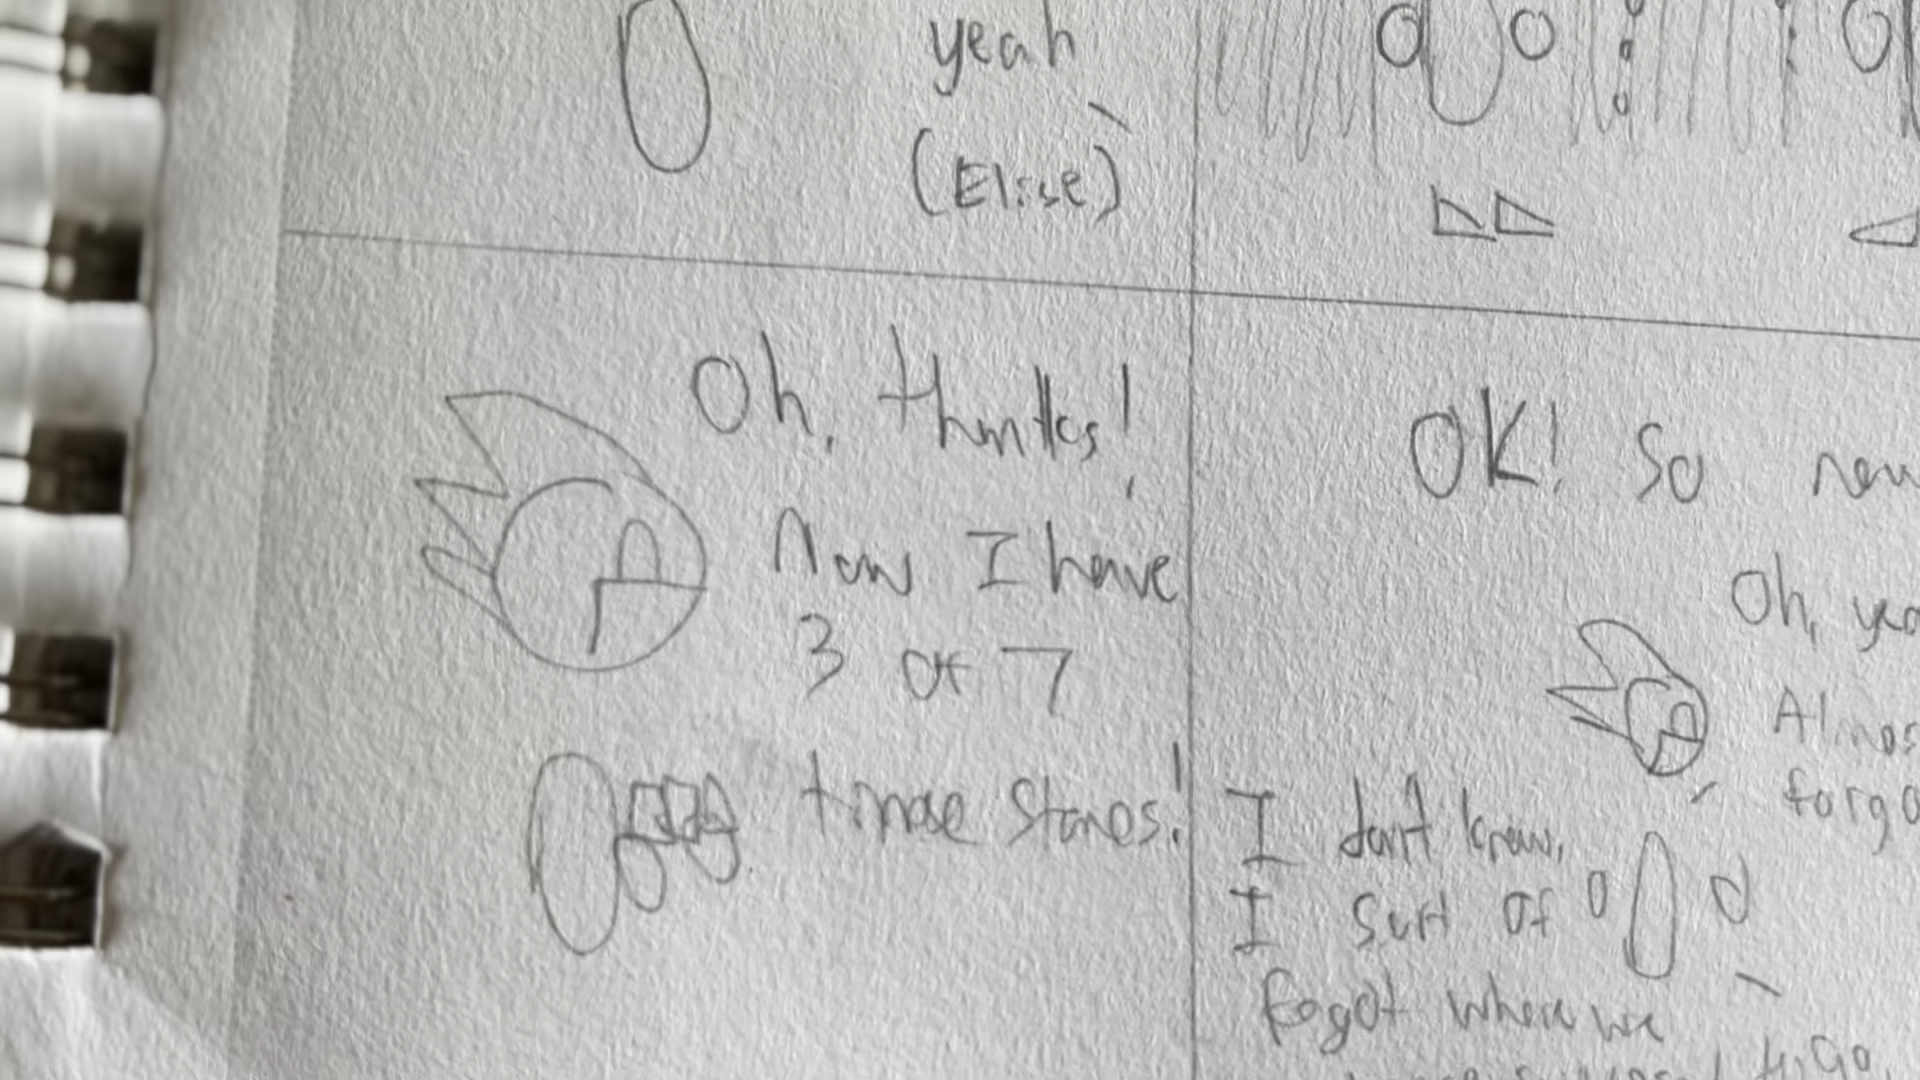 yeah
(Elise)
Oh, thanks!
Now I have
3 of 7
those stones!
OK! So
Oh,
I don't know,
I sort of
fogot where we